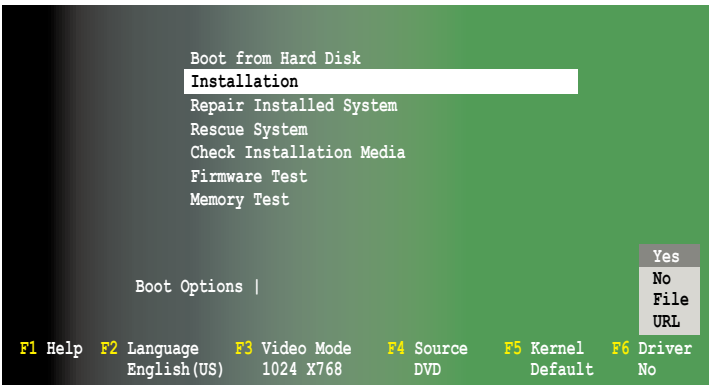 Boot from Hard Disk
Installation
Repair Installed System
Rescue System
Check Installation Media
Firmware Test
Memory Test
Boot Options |
Yes
No
File
URL
F1 Help F2 Language F3 Video Mode F4 Source F5 Kernel F6 Driver
English(US) 1024 X768 DVD Default No